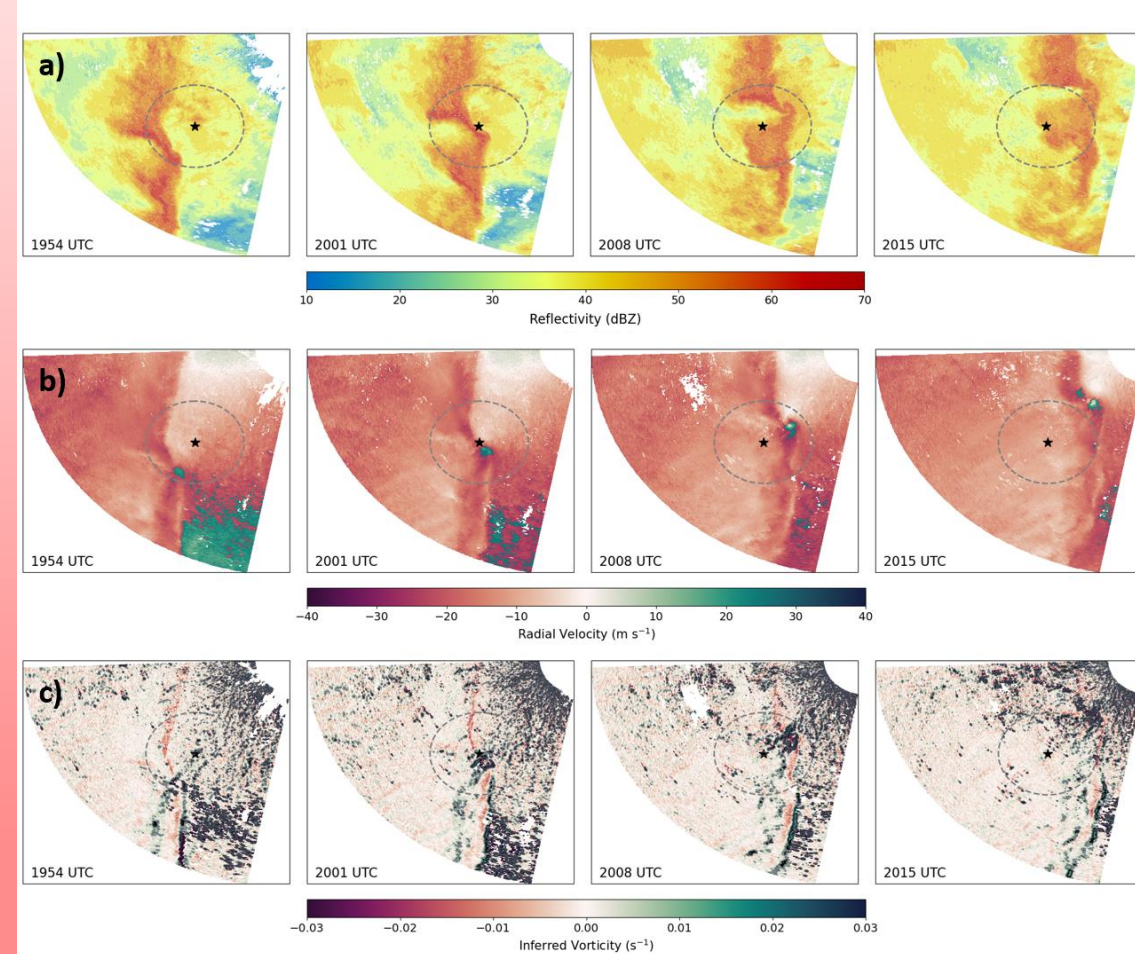 a)
1954 UTC 2001 UTC 2008 UTC 2015 UTC
10 20 30 40 50 60 70
Reflectivity (dBZ)
b)
1954 UTC 2001 UTC 2008 UTC 2015 UTC
−40 −30 −20 −10 0 10 20 30 40
Radial Velocity (m s⁻¹)
c)
1954 UTC 2001 UTC 2008 UTC 2015 UTC
−0.03 −0.02 −0.01 0.00 0.01 0.02 0.03
Inferred Vorticity (s⁻¹)